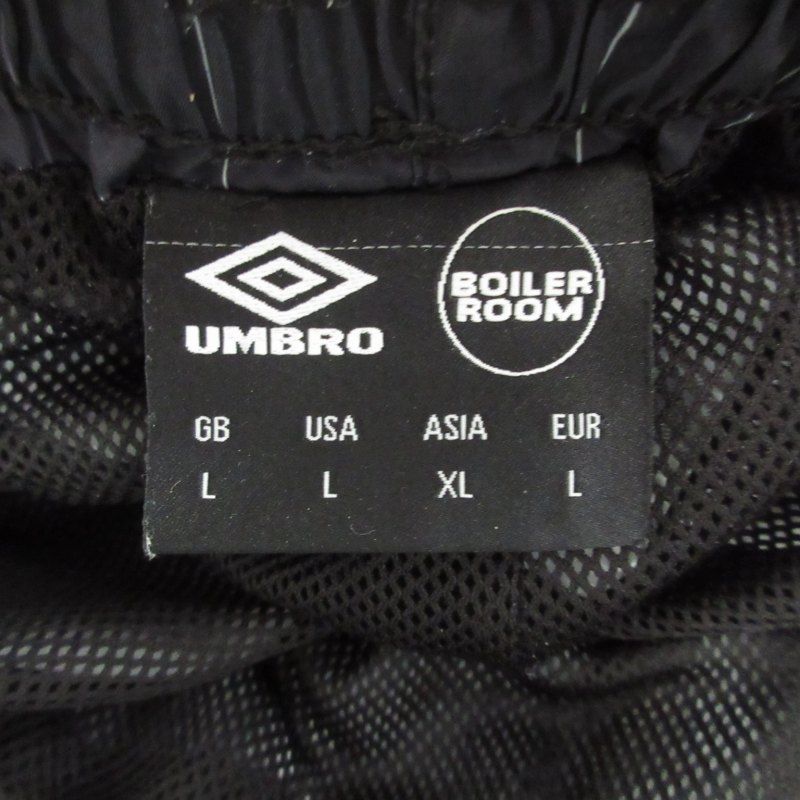 UMBRO
BOILER
ROOM
GB USA ASIA EUR
L L XL L